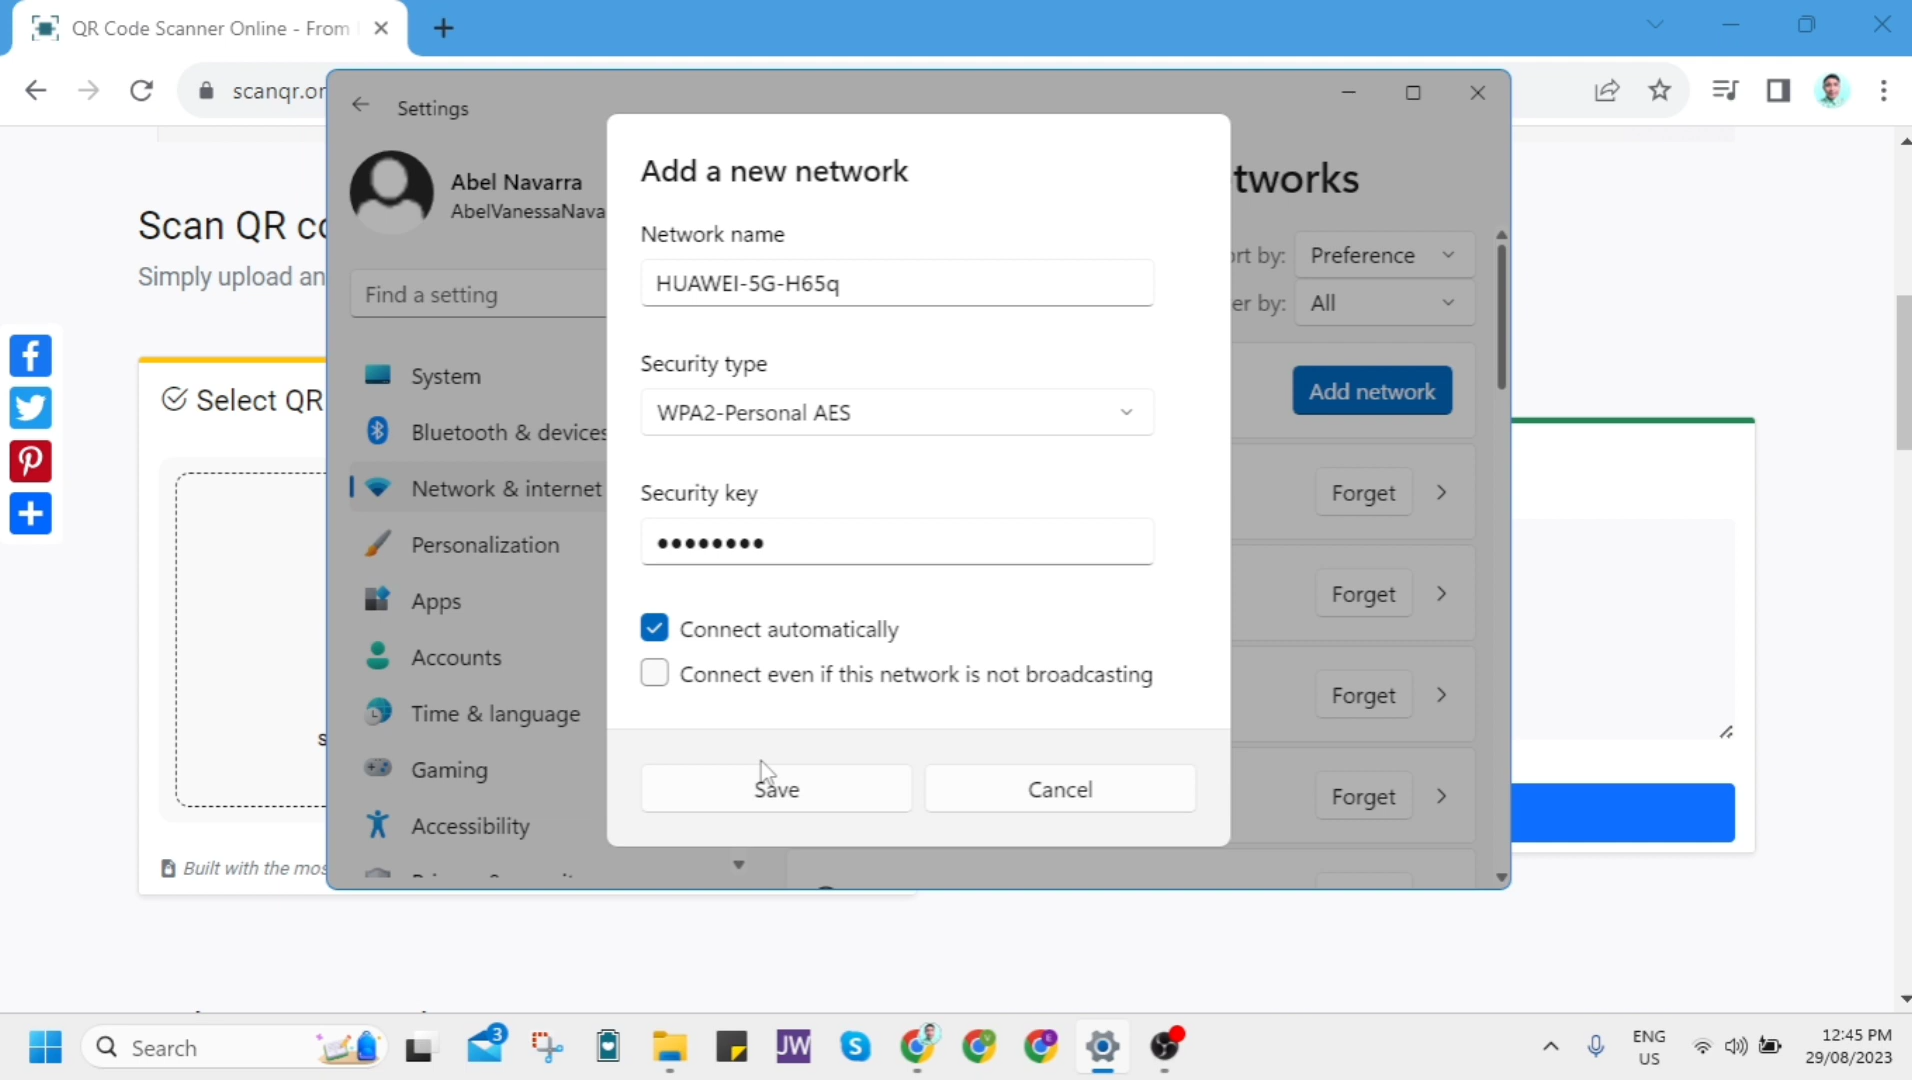 QR Code Scanner Online - From
scanqr.or
Settings
Abel Navarra
AbelVanessaNava
Find a setting
System
Bluetooth & devices
Network & internet
Personalization
Apps
Accounts
Time & language
Gaming
Accessibility
Add a new network
Network name
HUAWEI-5G-H65q
Security type
WPA2-Personal AES
Security key
Connect automatically
Connect even if this network is not broadcasting
Save
Cancel
tworks
rt by:
Preference
er by:
All
Add network
Forget
Forget
Forget
Forget
Scan QR co
Simply upload an
Select QR
s
Built with the mos
Search
3
JW
ENG
US
12:45 PM
29/08/2023